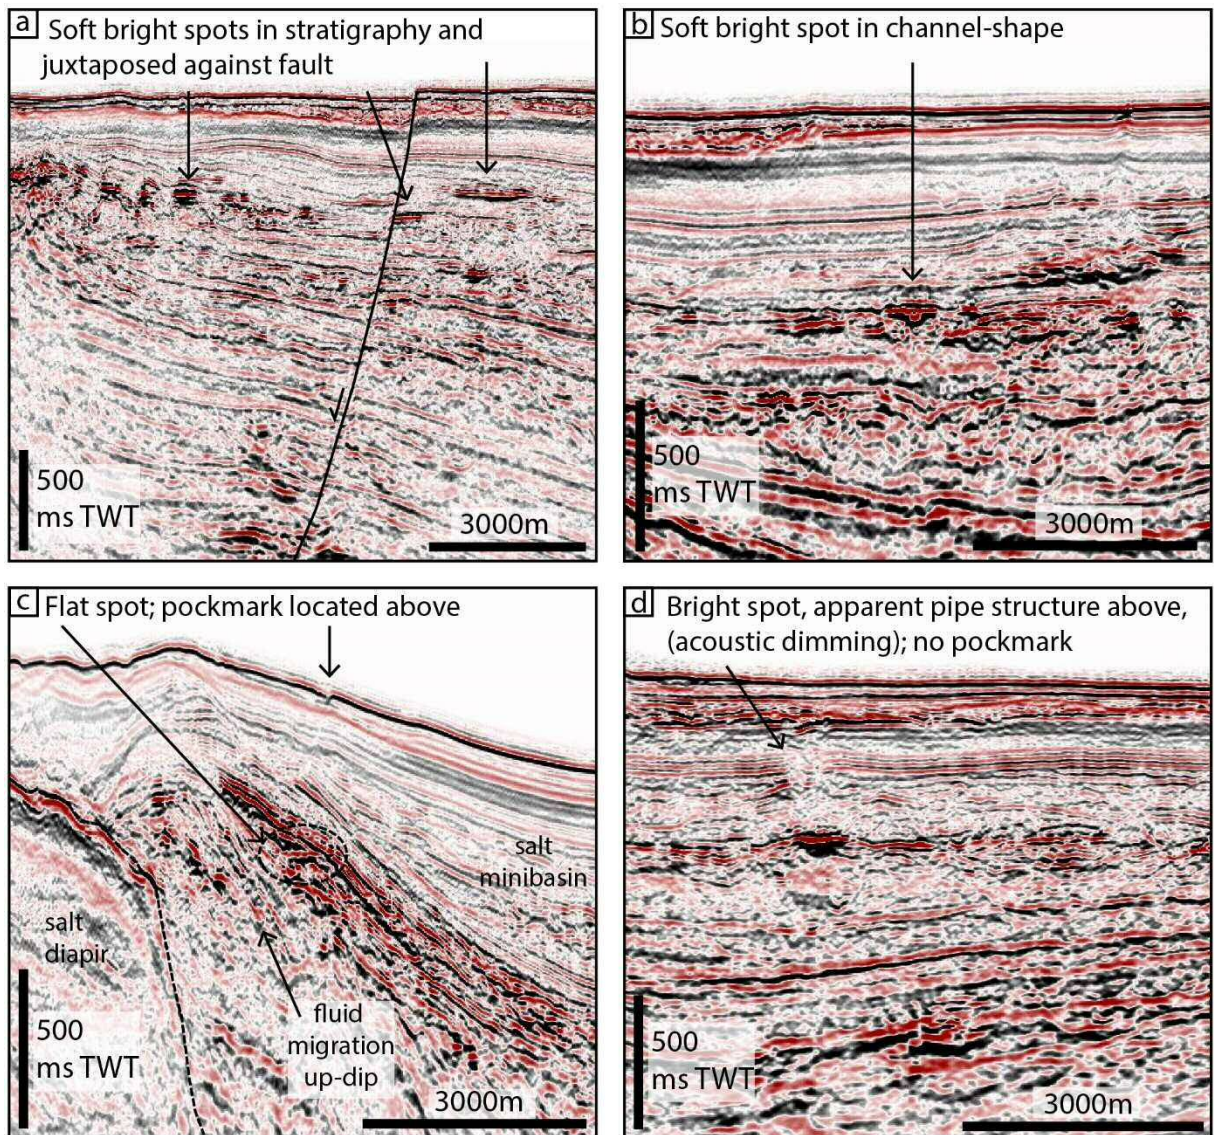 a Soft bright spots in stratigraphy and
juxtaposed against fault
500
ms TWT
3000m
b Soft bright spot in channel-shape
500
ms TWT
3000m
c Flat spot; pockmark located above
salt
minibasin
salt
diapir
fluid
migration
up-dip
500
ms TWT
3000m
d Bright spot, apparent pipe structure above,
(acoustic dimming); no pockmark
500
ms TWT
3000m